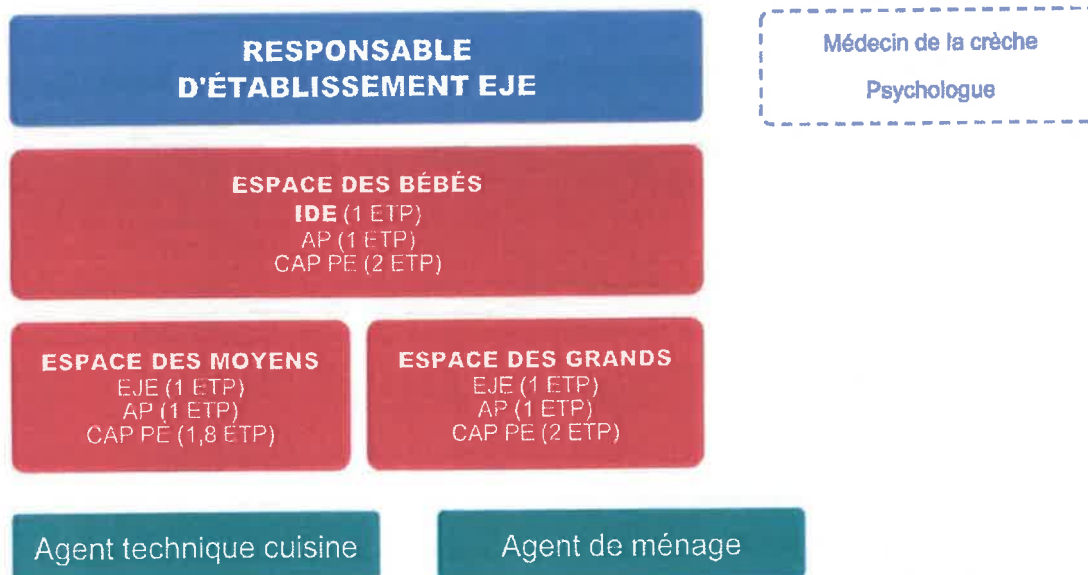 RESPONSABLE
D'ÉTABLISSEMENT EJE
Médecin de la crèche
Psychologue
ESPACE DES BÉBÉS
IDE (1 ETP)
AP (1 ETP)
CAP PE (2 ETP)
ESPACE DES MOYENS
EJE (1 ETP)
AP (1 ETP)
CAP PE (1,8 ETP)
ESPACE DES GRANDS
EJE (1 ETP)
AP (1 ETP)
CAP PE (2 ETP)
Agent technique cuisine
Agent de ménage